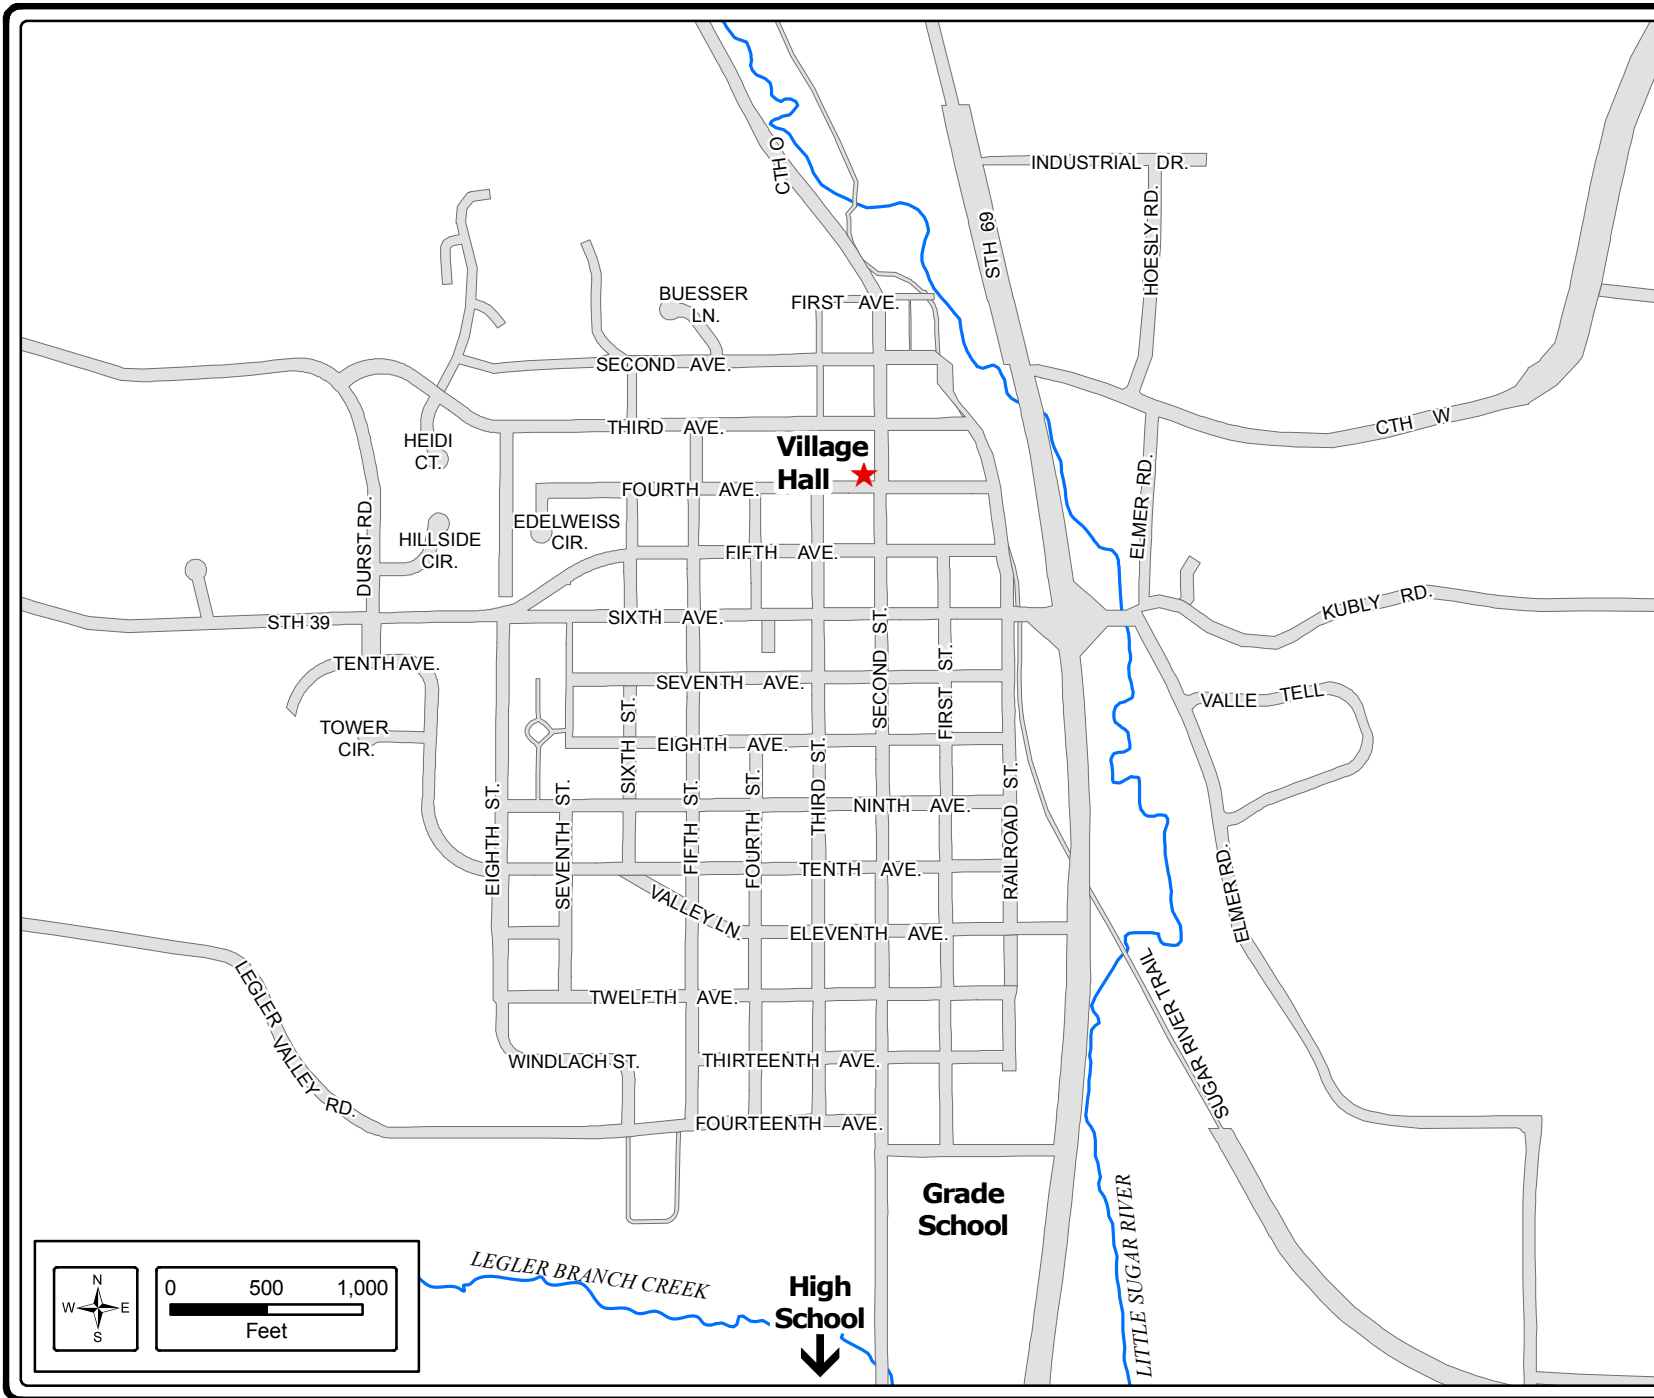 CTH O
INDUSTRIAL DR.
STH 69
HOESLY RD.
BUESSER
LN.
FIRST AVE.
SECOND AVE.
THIRD AVE.
CTH W
HEIDI
CT.
Village
Hall
FOURTH AVE.
ELMER RD.
DURST RD.
HILLSIDE
CIR.
EDELWEISS
CIR.
FIFTH AVE.
KUBLY RD.
STH 39
SIXTH AVE.
SECOND ST.
FIRST ST.
TENTH AVE.
SEVENTH AVE.
VALLE TELL
TOWER
CIR.
SIXTH ST.
EIGHTH AVE.
THIRD ST.
EIGHTH ST.
SEVENTH ST.
FIFTH ST.
FOURTH ST.
RAILROAD ST.
NINTH AVE.
TENTH AVE.
VALLEY LN.
ELEVENTH AVE.
ELMER RD.
LEGLER VALLEY RD.
SUGAR RIVER TRAIL
TWELFTH AVE.
WINDLACH ST.
THIRTEENTH AVE.
FOURTEENTH AVE.
Grade
School
LITTLE SUGAR RIVER
LEGLER BRANCH CREEK
High
School
N
W E
S
0 500 1,000
Feet